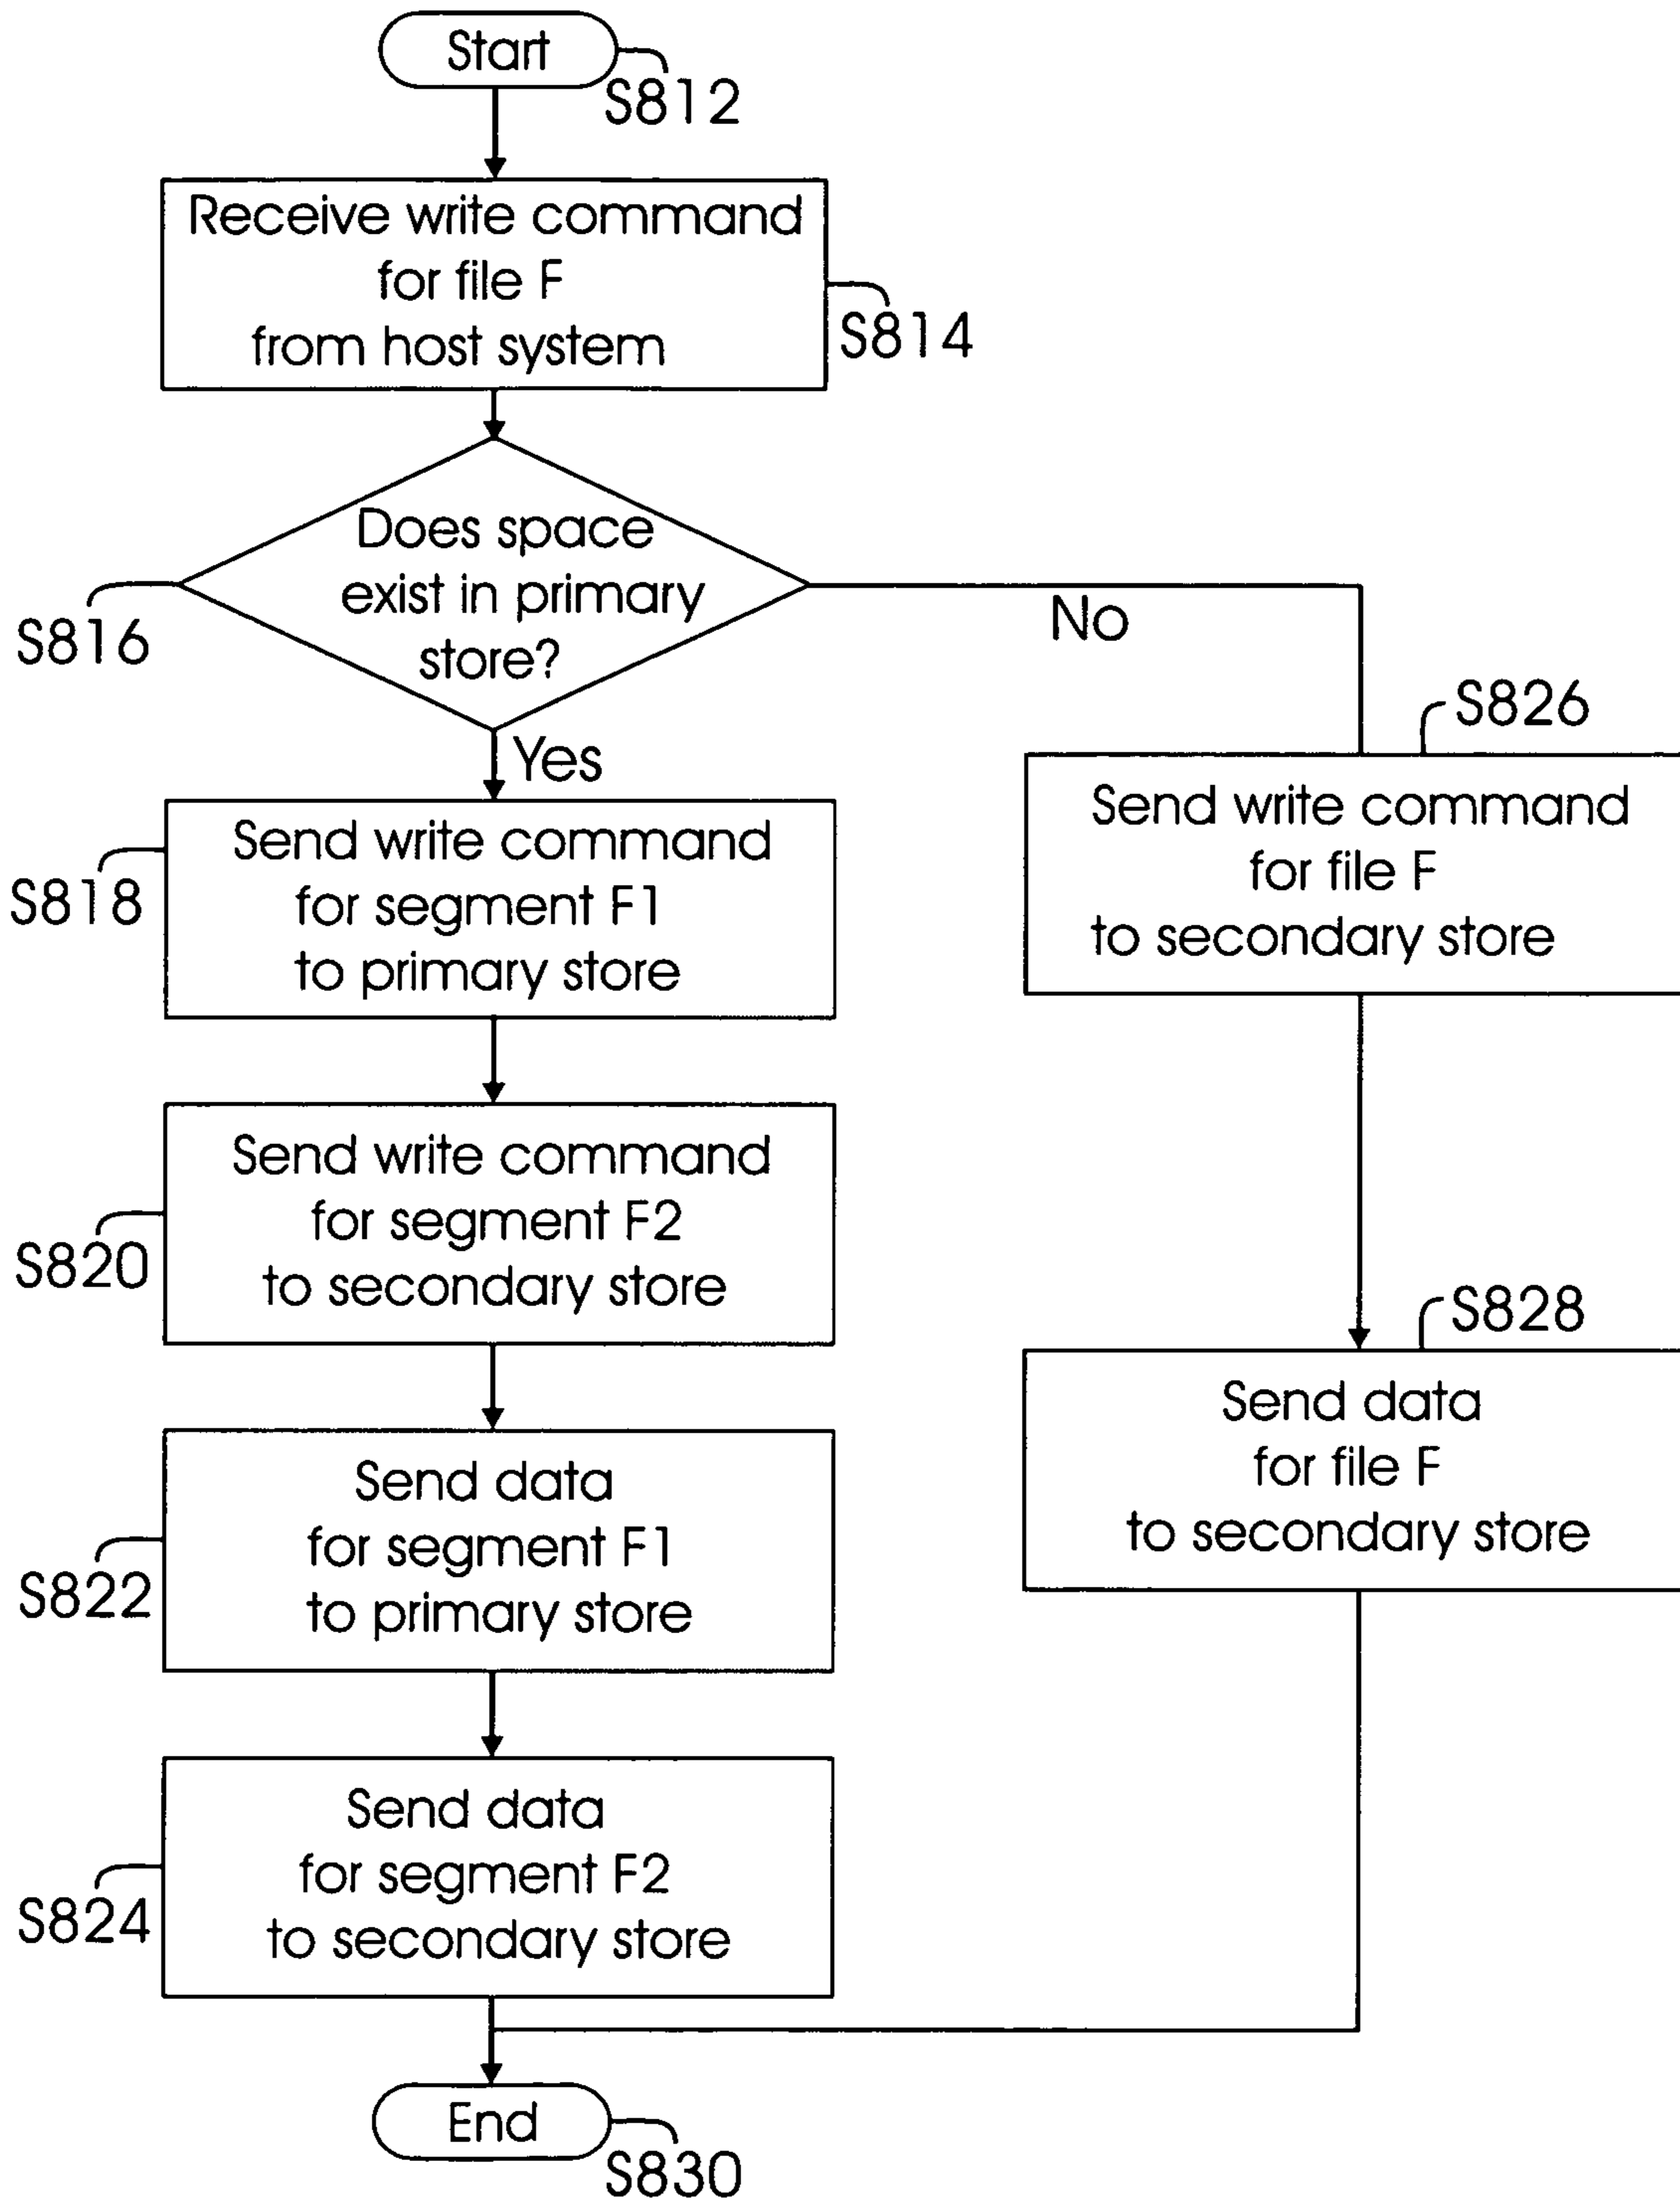 Start
S812
Receive write command
for file F
from host system
S814
Does space
exist in primary
store?
S816
No
Yes
S826
Send write command
for file F
to secondary store
Send write command
for segment F1
to primary store
S818
Send write command
for segment F2
to secondary store
S820
S828
Send data
for file F
to secondary store
Send data
for segment F1
to primary store
S822
Send data
for segment F2
to secondary store
S824
End
S830